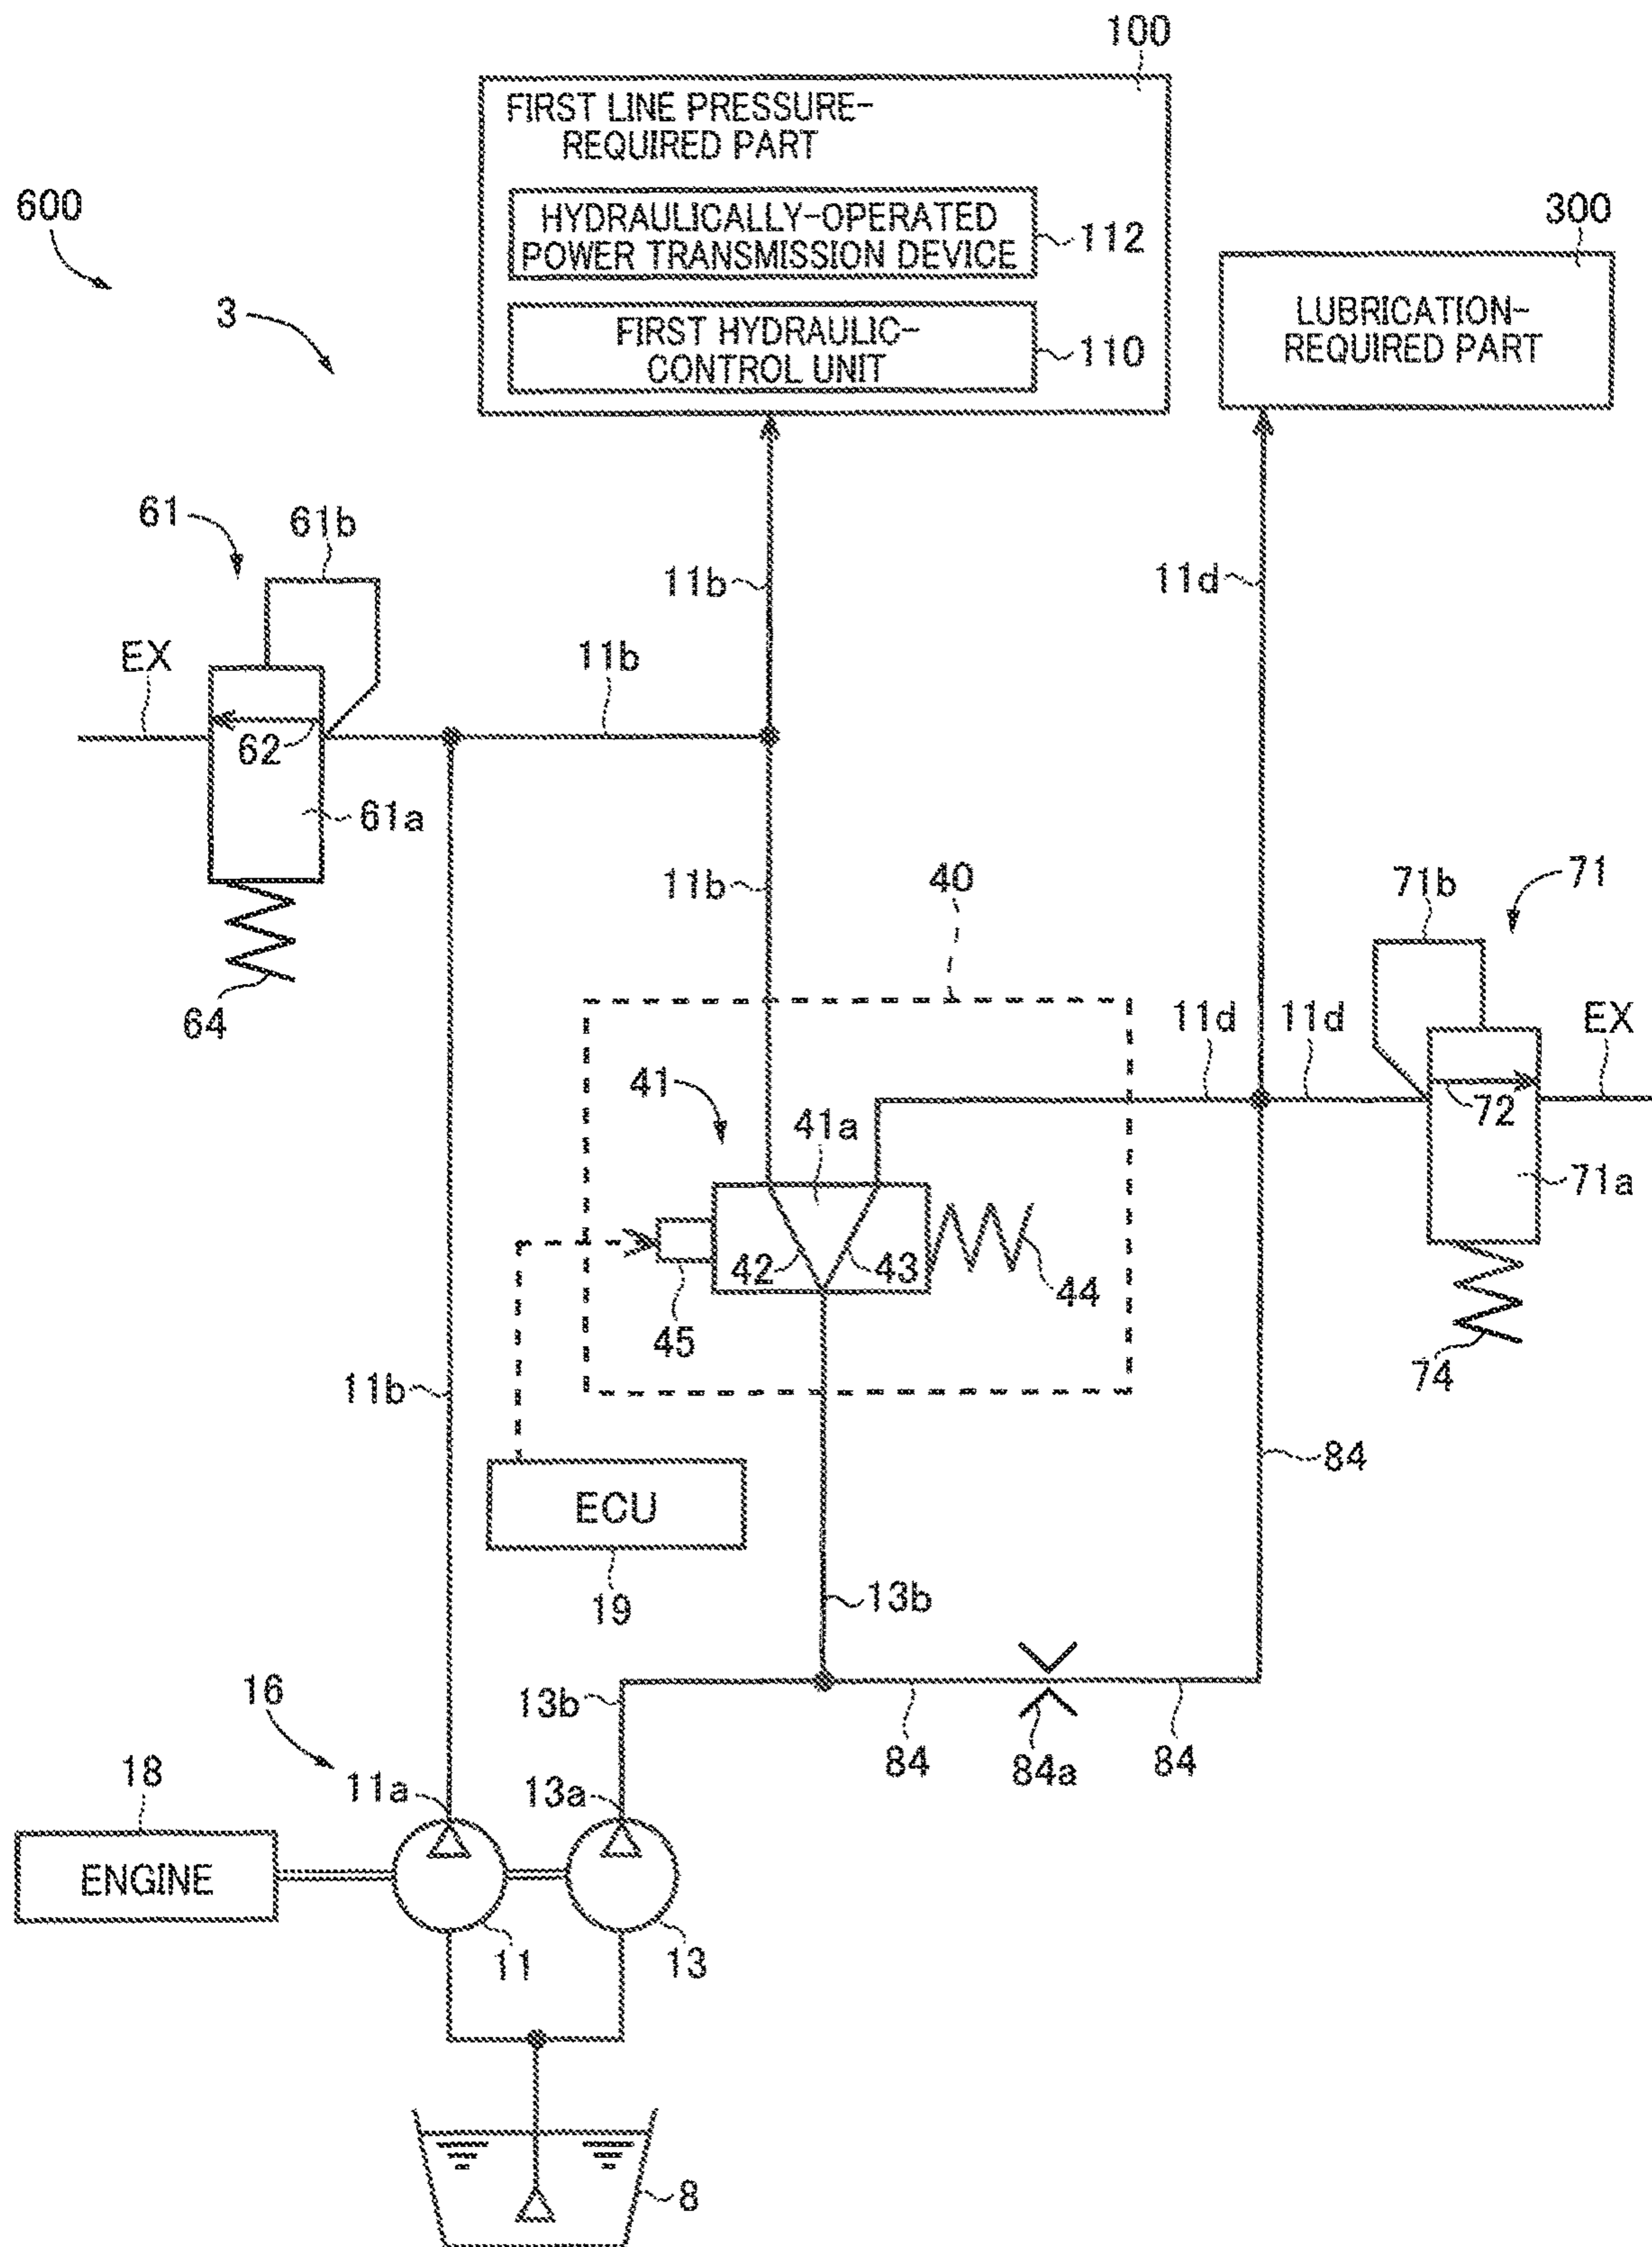 100
FIRST LINE PRESSURE-
REQUIRED PART
600
HYDRAULICALLY-OPERATED
POWER TRANSMISSION DEVICE
112
300
3
FIRST HYDRAULIC-
CONTROL UNIT
110
LUBRICATION-
REQUIRED PART
61
61b
11b
11d
EX
11b
62
61a
11b
40
71b
71
64
11d
11d
EX
41
41a
72
71a
42
43
44
45
74
11b
84
ECU
19
13b
16
13b
84
84a
84
18
11a
13a
ENGINE
11
13
8